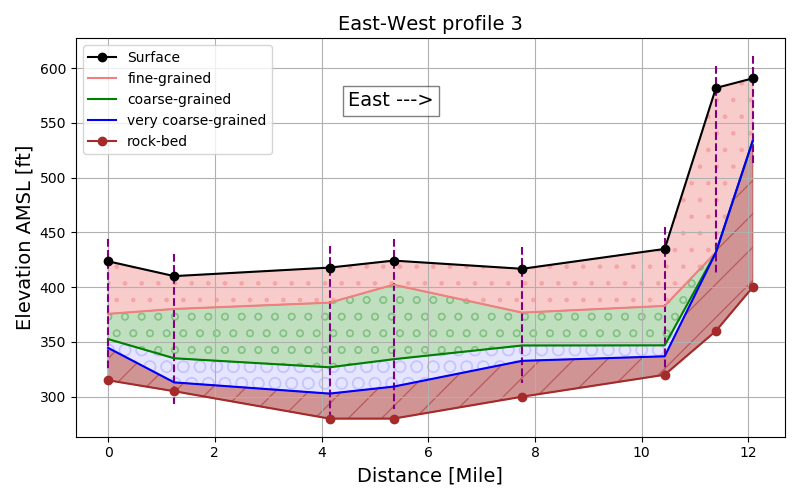 East-West profile 3
Surface
fine-grained
coarse-grained
very coarse-grained
rock-bed
East --->
Elevation AMSL [ft]
600
550
500
450
400
350
300
0 2 4 6 8 10 12
Distance [Mile]